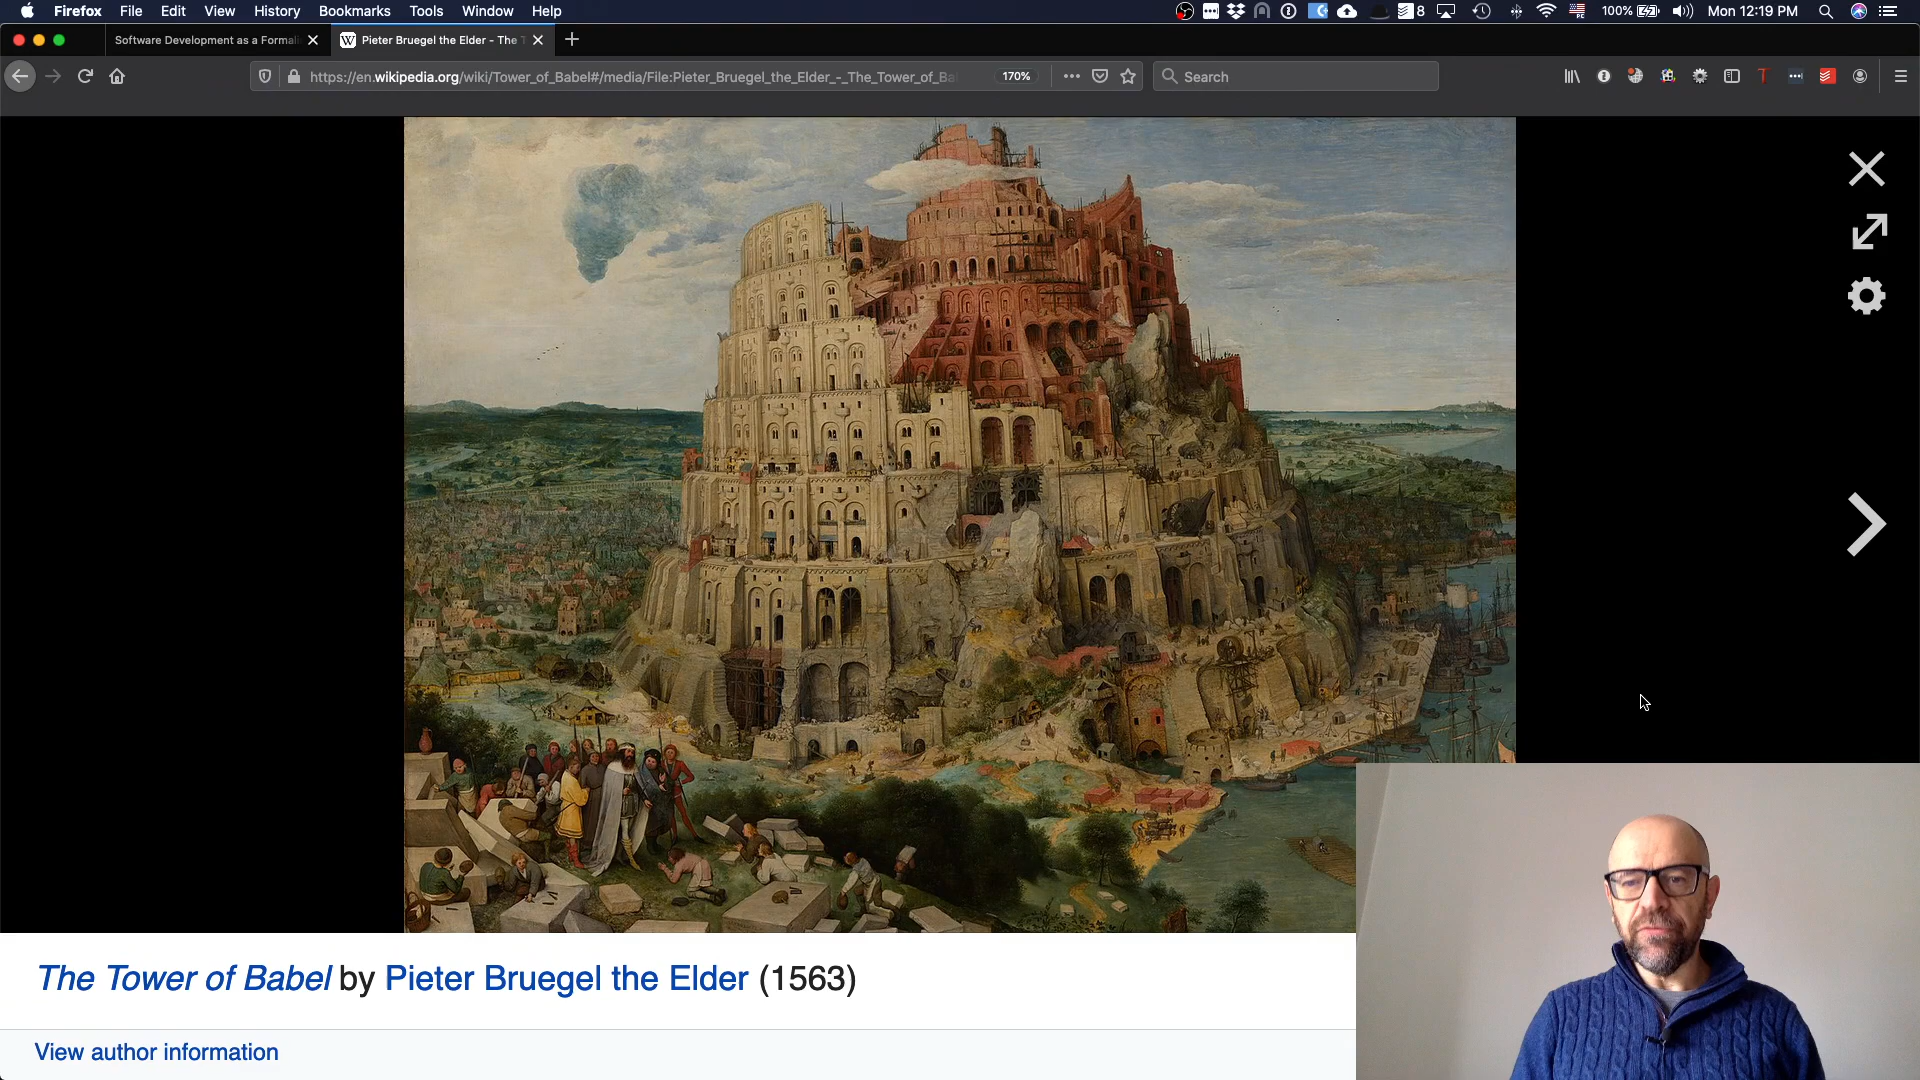 Firefox File Edit View History Bookmarks Tools Window Help 8 100% Mon 12:19 PM
Software Development as a Formali Pieter Bruegel the Elder - The T
https://en.wikipedia.org/wiki/Tower_of_Babel#/media/File:Pieter_Bruegel_the_Elder_-_The_Tower_of_Ba 170% Search
The Tower of Babel by Pieter Bruegel the Elder (1563)
View author information